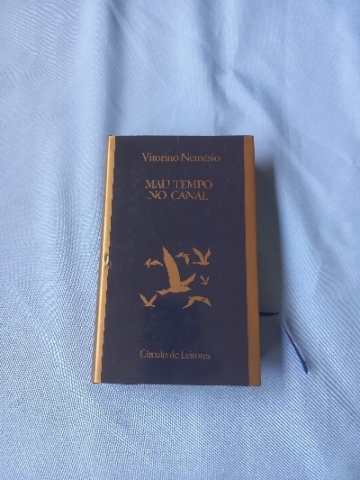 Vitorino Nemésio
MAU TEMPO
NO CANAL
Círculo de Leitores